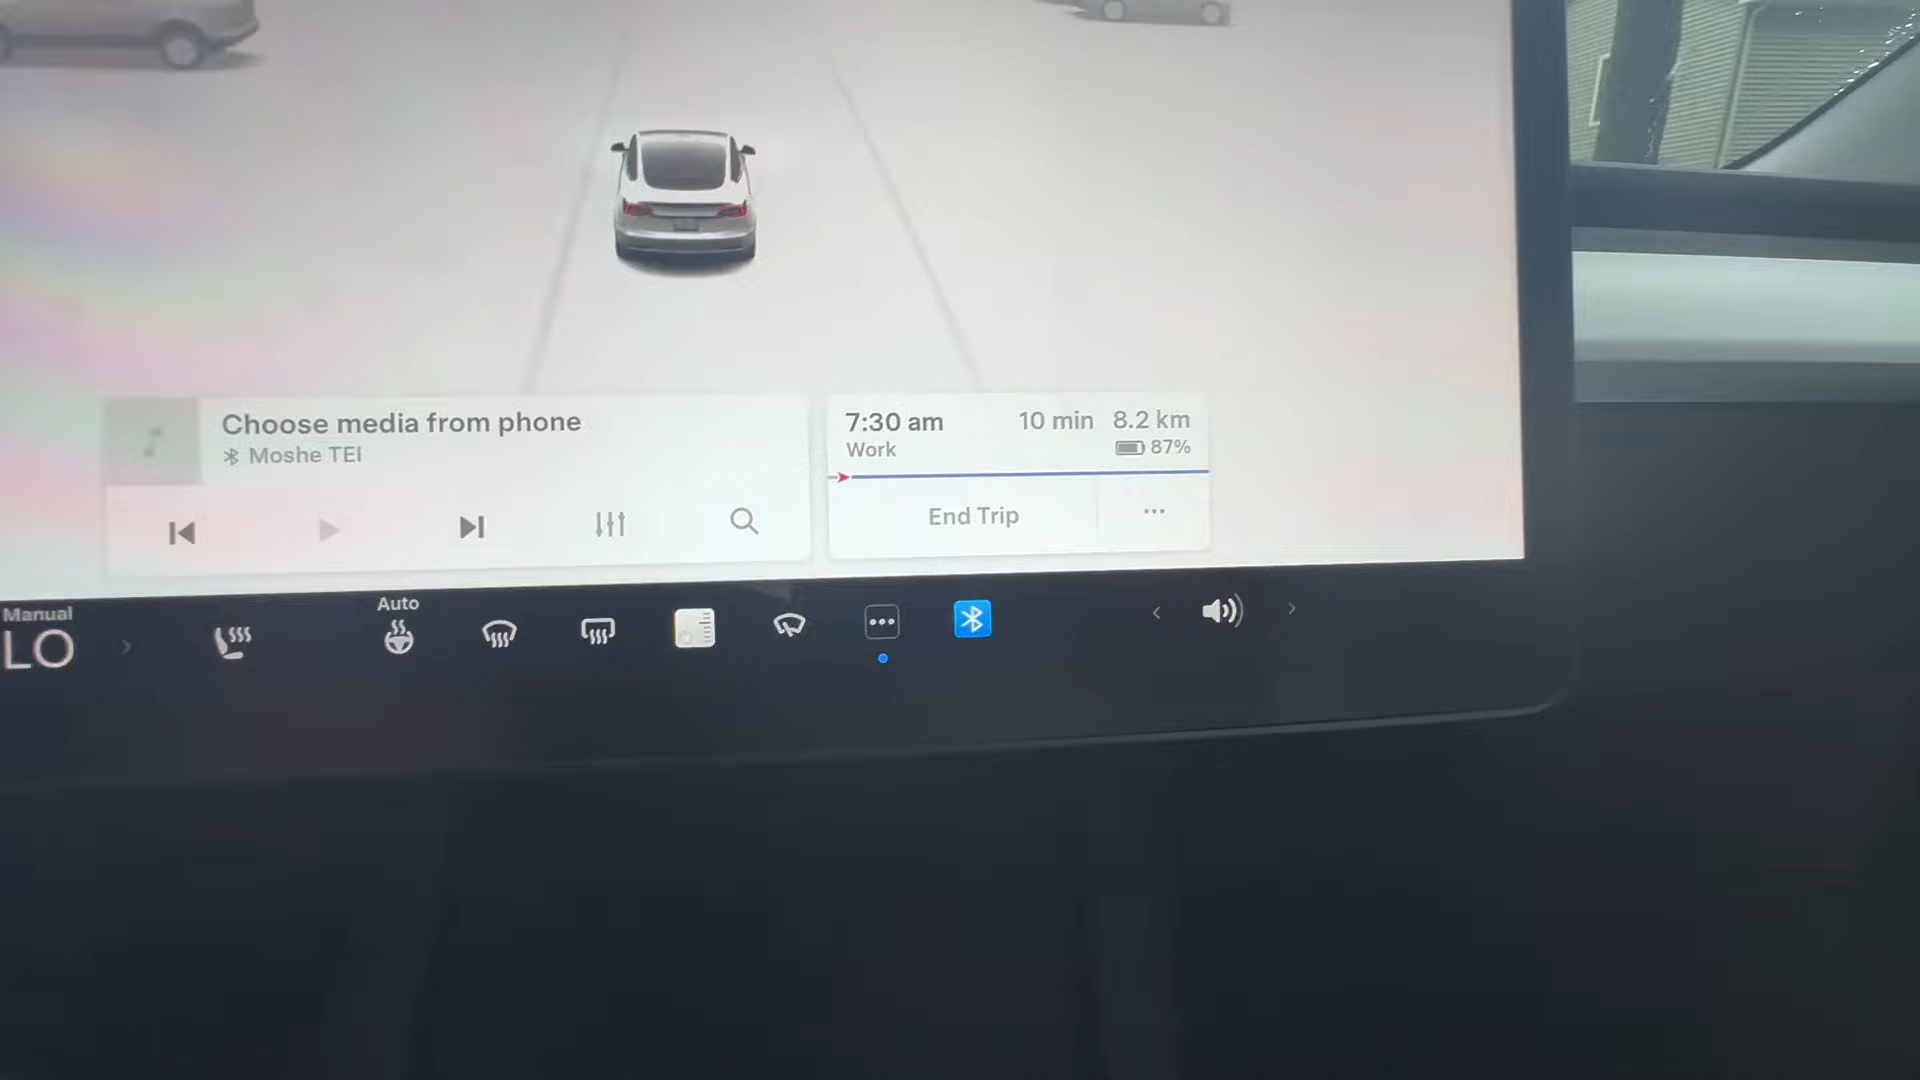 Choose media from phone
Moshe TEI
7:30 am 10 min 8.2 km
Work 87%
End Trip
Manual
LO
Auto